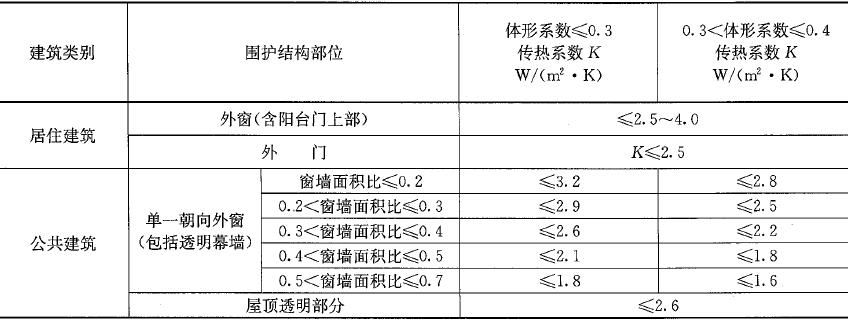 建筑类别
围护结构部位
体形系数≤0.3
传热系数 K
W/(m²·K)
0.3<体形系数≤0.4
传热系数 K
W/(m²·K)
居住建筑
外窗(含阳台门上部)
≤2.5~4.0
外 门
K≤2.5
公共建筑
单一朝向外窗
(包括透明幕墙)
窗墙面积比≤0.2
≤3.2
≤2.8
0.2<窗墙面积比≤0.3
≤2.9
≤2.5
0.3<窗墙面积比≤0.4
≤2.6
≤2.2
0.4<窗墙面积比≤0.5
≤2.1
≤1.8
0.5<窗墙面积比≤0.7
≤1.8
≤1.6
屋顶透明部分
≤2.6